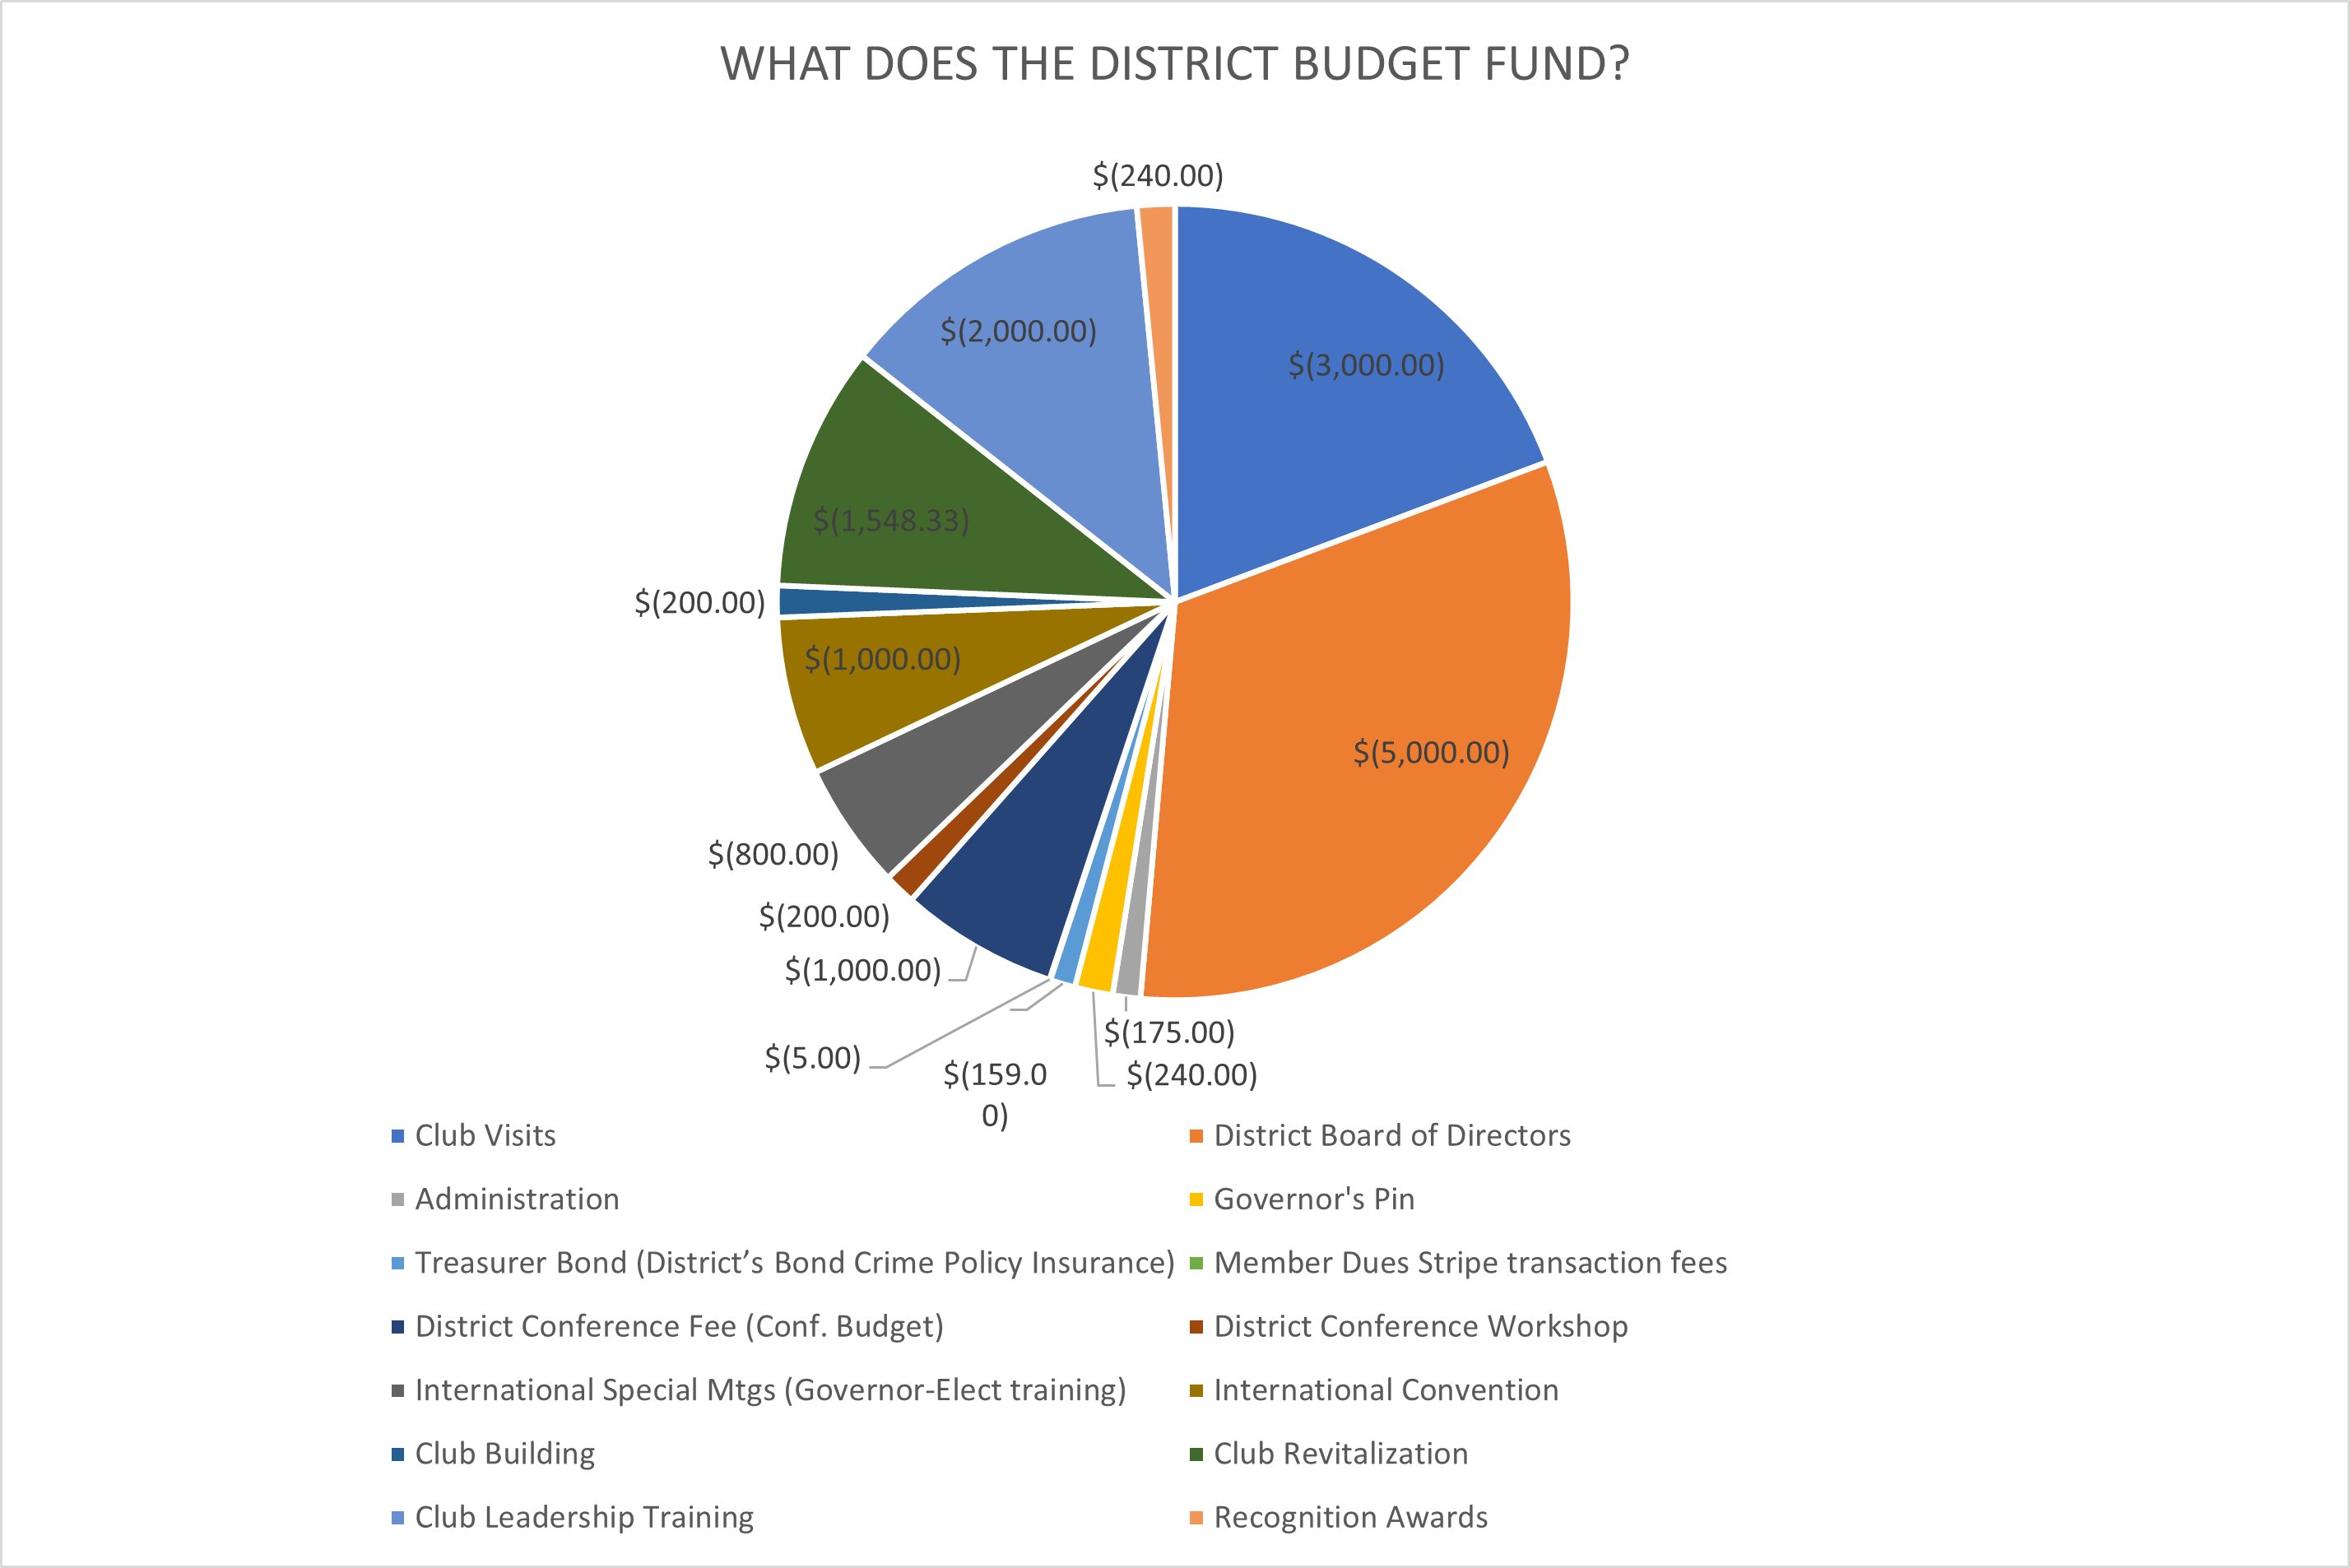 WHAT DOES THE DISTRICT BUDGET FUND?
$(240.00)
$(2,000.00)
$(3,000.00)
$(1,548.33)
$(200.00)
$(1,000.00)
$(5,000.00)
$(800.00)
$(200.00)
$(1,000.00)
$(5.00)
$(159.0
0)
$(175.00)
$(240.00)
Club Visits
District Board of Directors
Administration
Governor's Pin
Treasurer Bond (District’s Bond Crime Policy Insurance)
Member Dues Stripe transaction fees
District Conference Fee (Conf. Budget)
District Conference Workshop
International Special Mtgs (Governor-Elect training)
International Convention
Club Building
Club Revitalization
Club Leadership Training
Recognition Awards